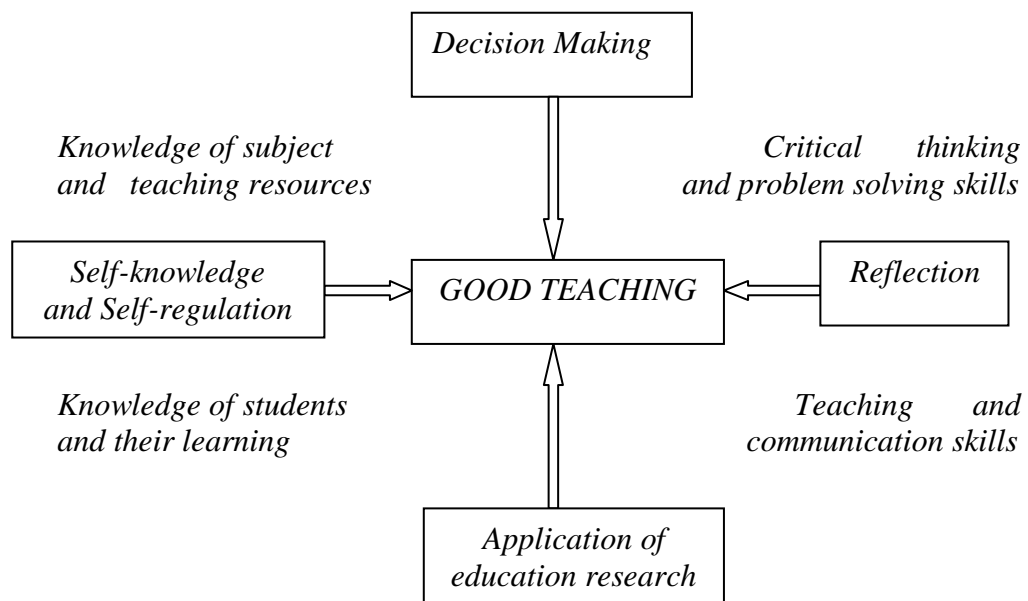 Decision Making
Knowledge of subject
and teaching resources
Critical thinking
and problem solving skills
Self-knowledge
and Self-regulation
GOOD TEACHING
Reflection
Knowledge of students
and their learning
Teaching and
communication skills
Application of
education research